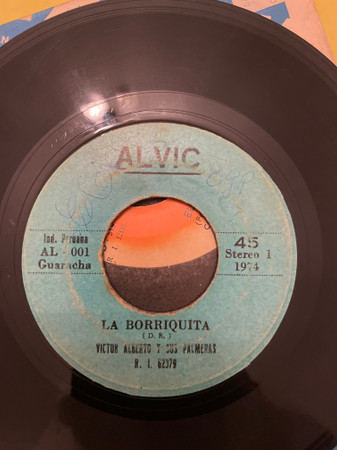 ALVIC
Ind. Peruana
AL - 001
Guaracha
45
Stereo 1
1974
LA BORRIQUITA
( D. R. )
VICTOR ALBERTO Y SUS PALMERAS
R. I. 62379